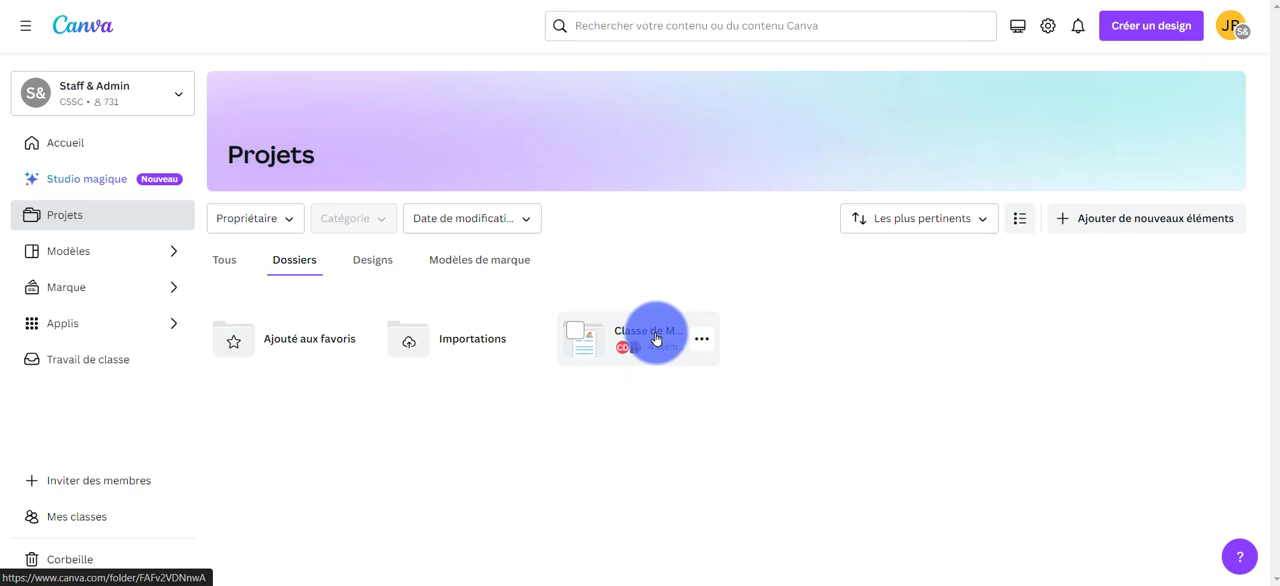 Canva
Rechercher votre contenu ou du contenu Canva
Créer un design
JP
S&
S&
Staff & Admin
CSSC • 731
Accueil
Studio magique
Nouveau
Projets
Modèles
Marque
Applis
Travail de classe
Inviter des membres
Mes classes
Corbeille
Projets
Propriétaire
Catégorie
Date de modificati...
Les plus pertinents
Ajouter de nouveaux éléments
Tous
Dossiers
Designs
Modèles de marque
Ajouté aux favoris
Importations
Classe de M...
CD
?
https://www.canva.com/folder/FAFv2VDNnwA